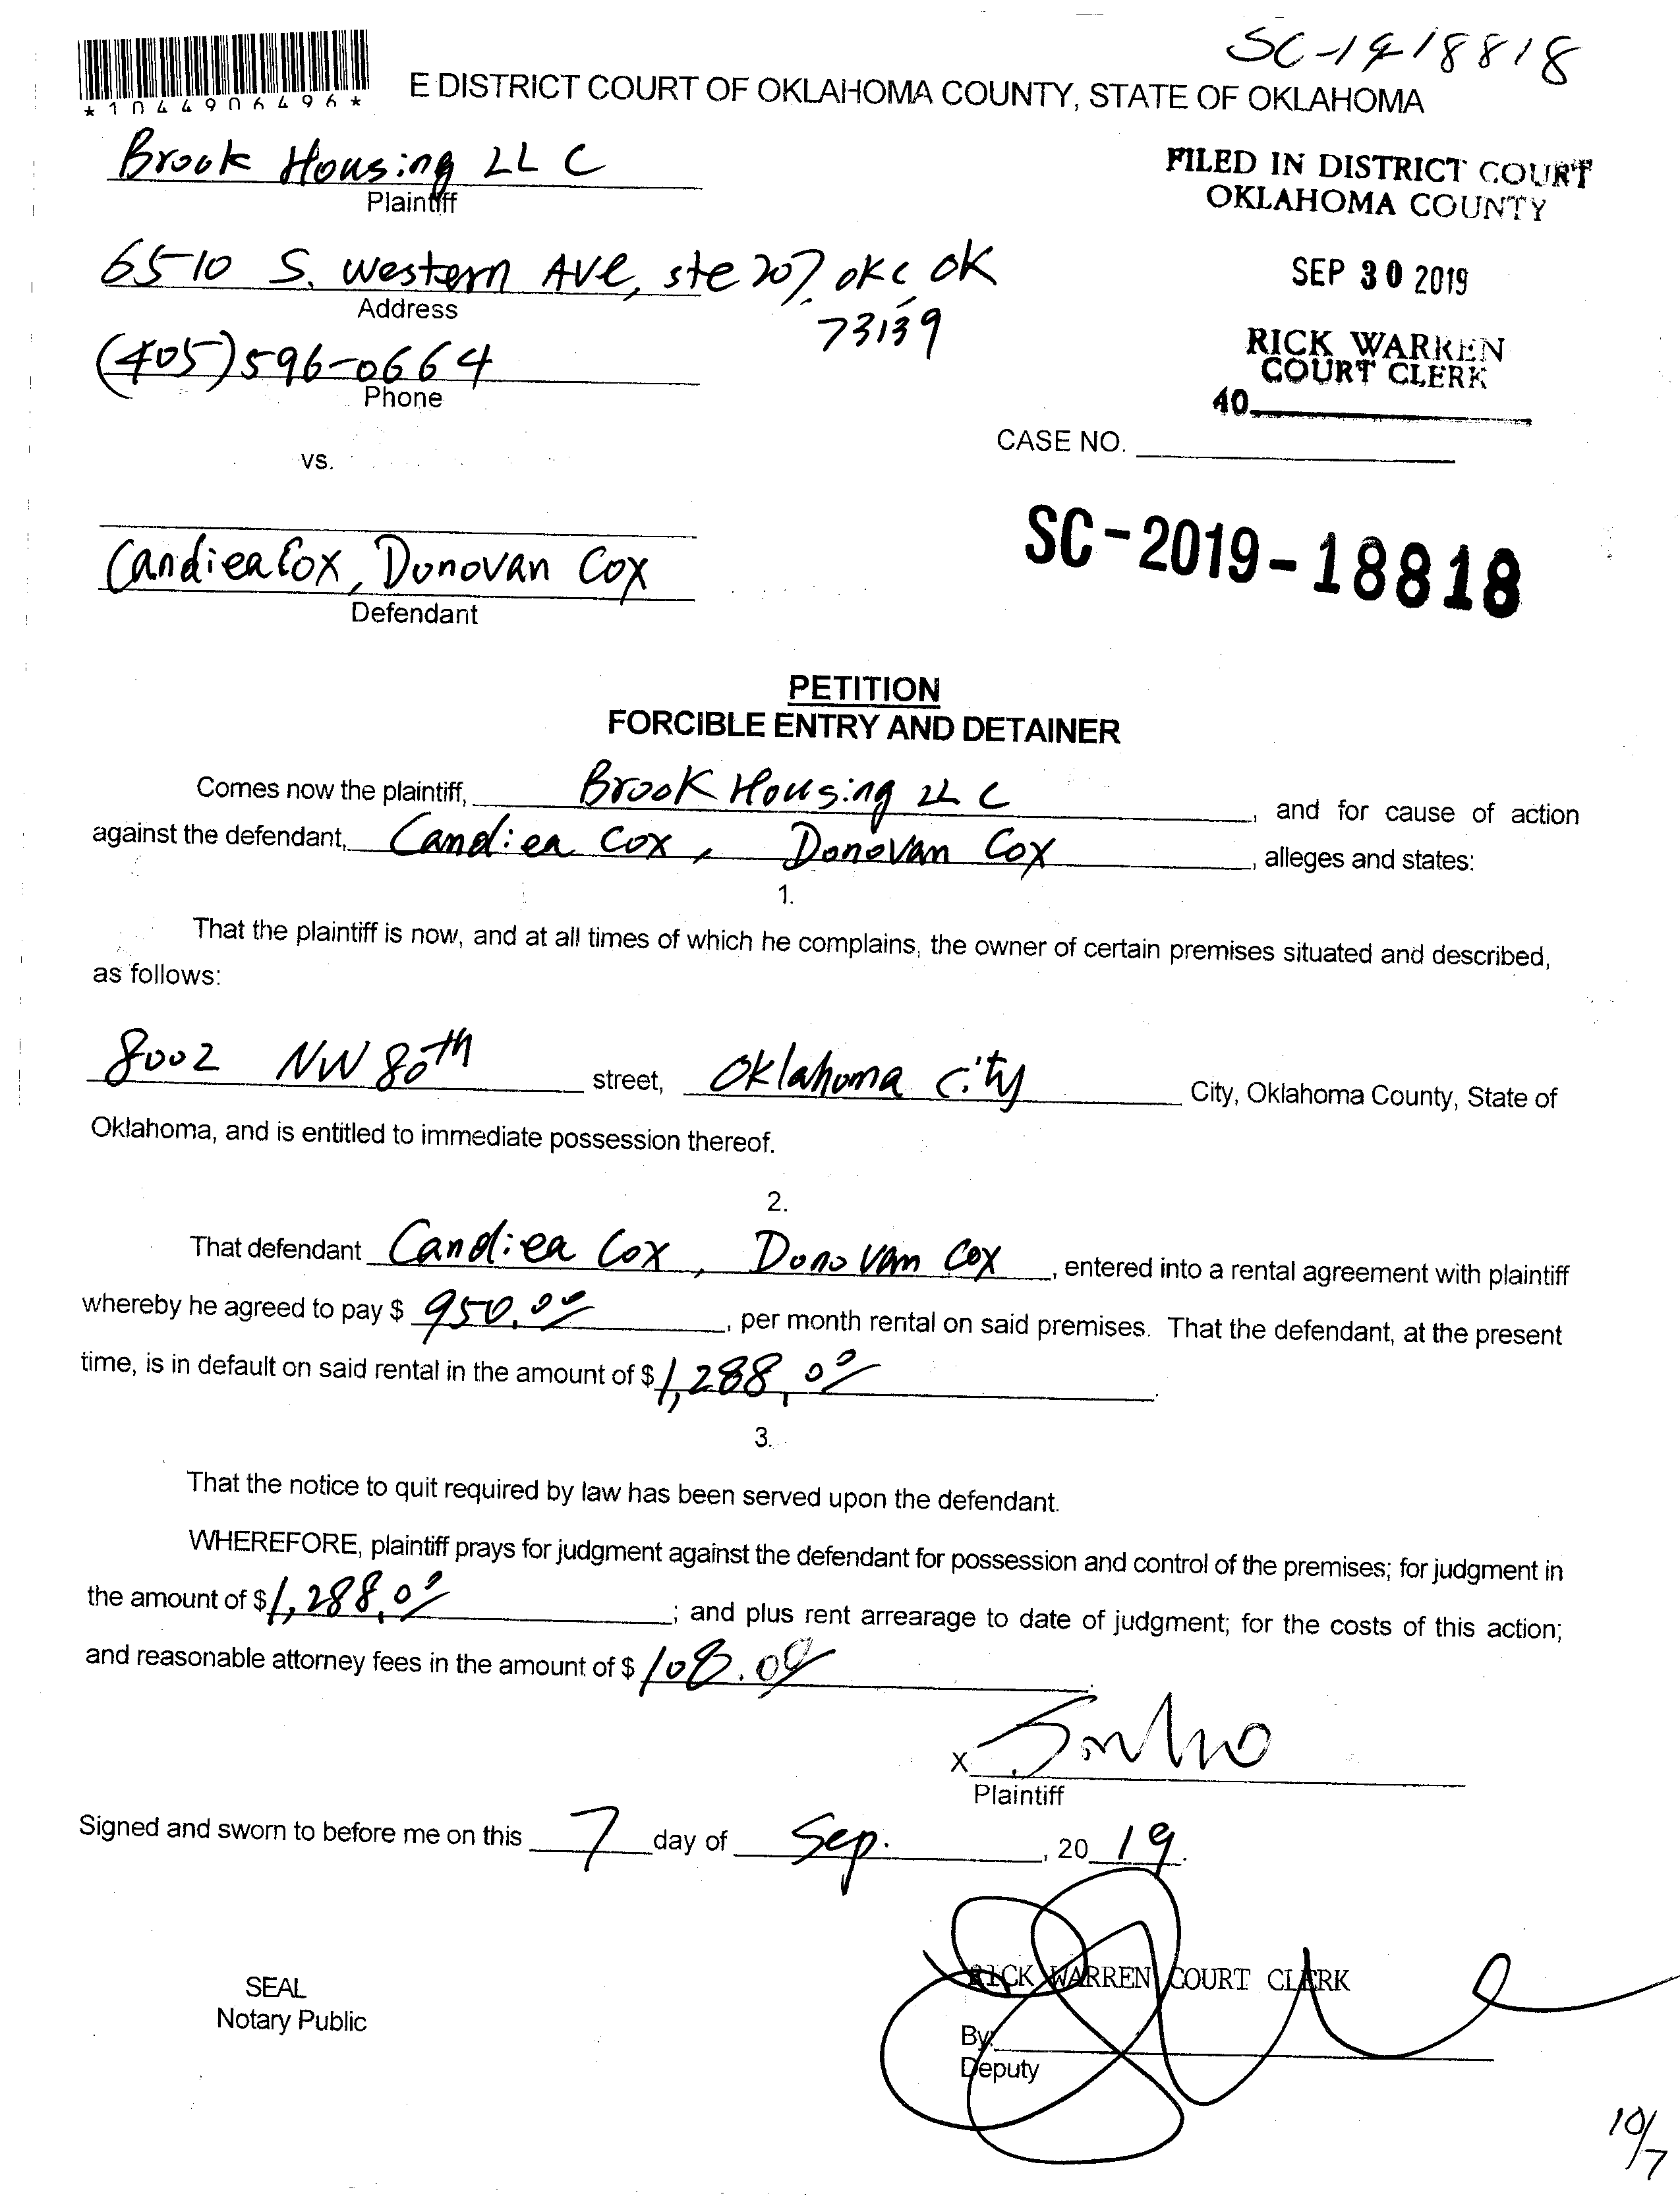 SC-19-18818
*1044906496*
E DISTRICT COURT OF OKLAHOMA COUNTY, STATE OF OKLAHOMA
Brook Housing LLC
Plaintiff
FILED IN DISTRICT COURT
OKLAHOMA COUNTY
6510 S. Western AVE, ste 207, OKC, OK
73139
Address
SEP 30 2019
(405)596-0664
Phone
RICK WARREN
COURT CLERK
40
CASE NO.
vs.
SC-2019-18818
Candiea Cox, Donovan Cox
Defendant
PETITION
FORCIBLE ENTRY AND DETAINER
Comes now the plaintiff, Brook Housing LLC, and for cause of action
against the defendant, Candiea Cox, Donovan Cox, alleges and states:
1.
That the plaintiff is now, and at all times of which he complains, the owner of certain premises situated and described,
as follows:
8002 NW 80th street, Oklahoma City City, Oklahoma County, State of
Oklahoma, and is entitled to immediate possession thereof.
2.
That defendant Candiea Cox, Donovan Cox, entered into a rental agreement with plaintiff
whereby he agreed to pay $ 950.00, per month rental on said premises. That the defendant, at the present
time, is in default on said rental in the amount of $ 1,288.00.
3.
That the notice to quit required by law has been served upon the defendant.
WHEREFORE, plaintiff prays for judgment against the defendant for possession and control of the premises; for judgment in
the amount of $ 1,288.00; and plus rent arrearage to date of judgment; for the costs of this action;
and reasonable attorney fees in the amount of $ 108.00.
X
Plaintiff
Signed and sworn to before me on this 7 day of Sep., 2019.
RICK WARREN COURT CLERK
SEAL
Notary Public
By:
Deputy
10/7